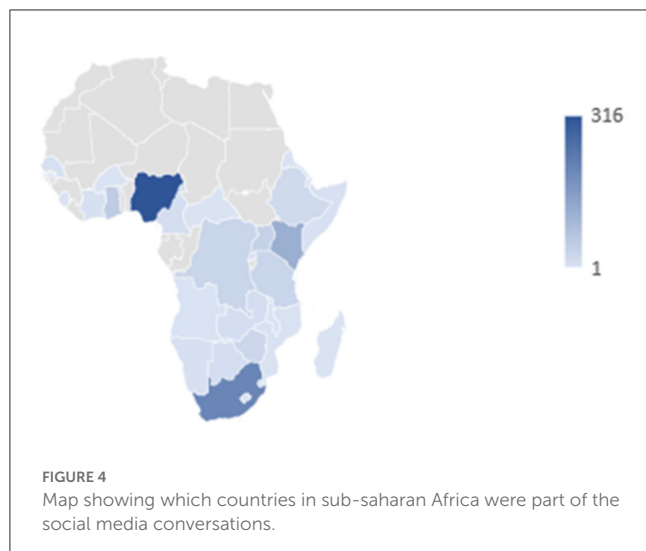 316
1
FIGURE 4
Map showing which countries in sub-saharan Africa were part of the
social media conversations.